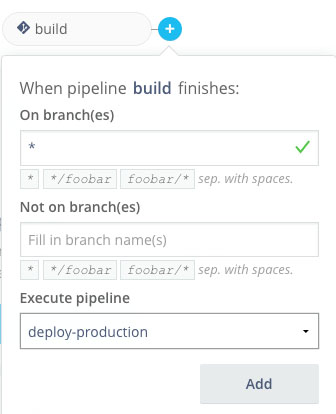 build
+
When pipeline build finishes:
On branch(es)
*
* */foobar foobar/* sep. with spaces.
Not on branch(es)
Fill in branch name(s)
* */foobar foobar/* sep. with spaces.
Execute pipeline
deploy-production
Add